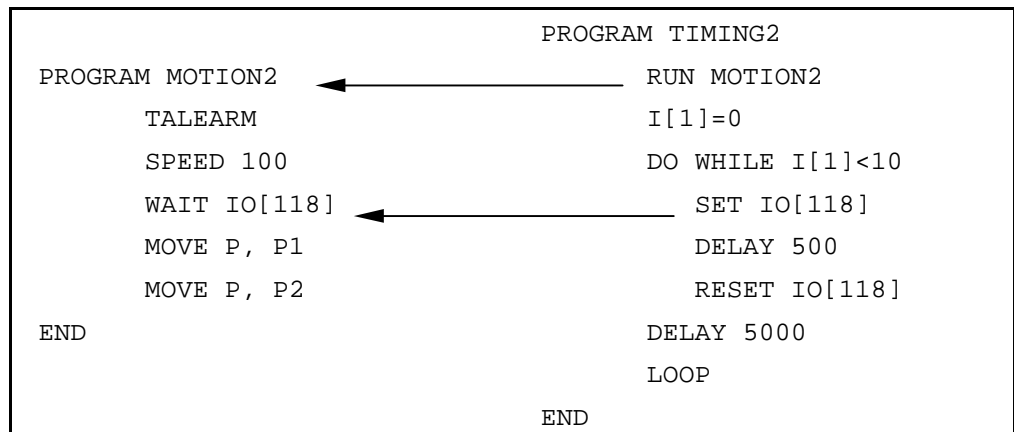 PROGRAM TIMING2
PROGRAM MOTION2 RUN MOTION2
TALEARM I[1]=0
SPEED 100 DO WHILE I[1]<10
WAIT IO[118] SET IO[118]
MOVE P, P1 DELAY 500
MOVE P, P2 RESET IO[118]
END DELAY 5000
LOOP
END